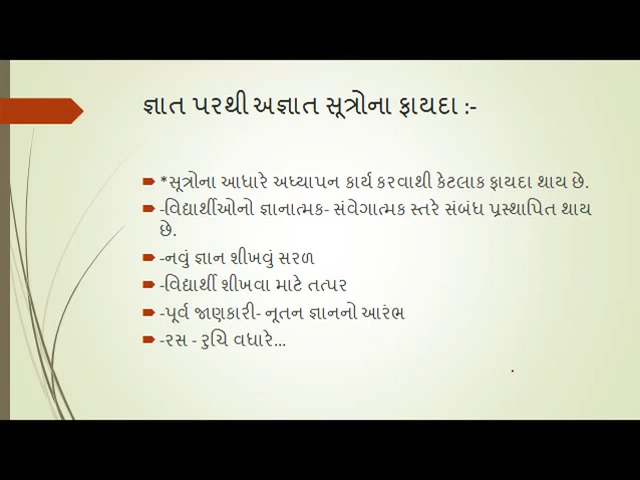 જ્ઞાત પરથી અજ્ઞાત સૂત્રોના ફાયદા :-
*સૂત્રોના આધારે અધ્યાપન કાર્ય કરવાથી કેટલાક ફાયદા થાય છે.
-વિદ્યાર્થીઓનો જ્ઞાનાત્મક- સંવેગાત્મક સ્તરે સંબંધ પ્રસ્થાપિત થાય
છે.
-નવું જ્ઞાન શીખવું સરળ
-વિદ્યાર્થી શીખવા માટે તત્પર
-પૂર્વ જાણકારી- નૂતન જ્ઞાનનો આરંભ
-રસ - રુચિ વધારે...